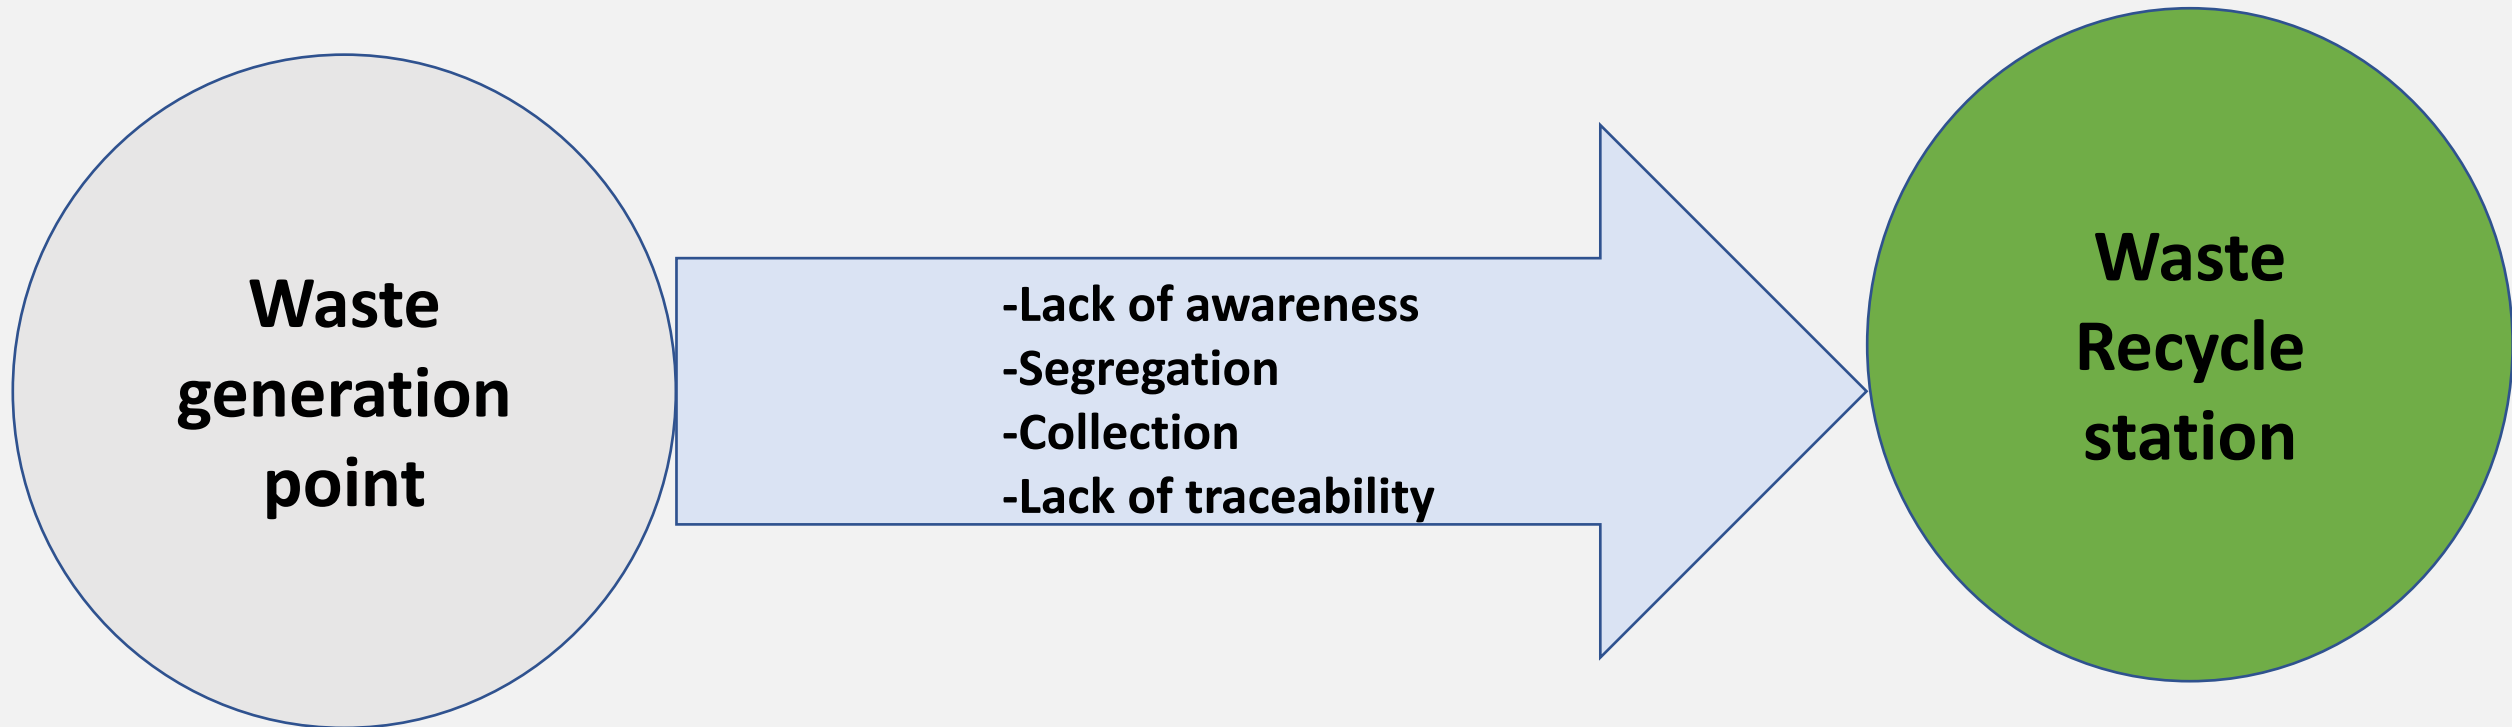 Waste
generation
point
-Lack of awareness
-Segregation
-Collection
-Lack of traceability
Waste
Recycle
station